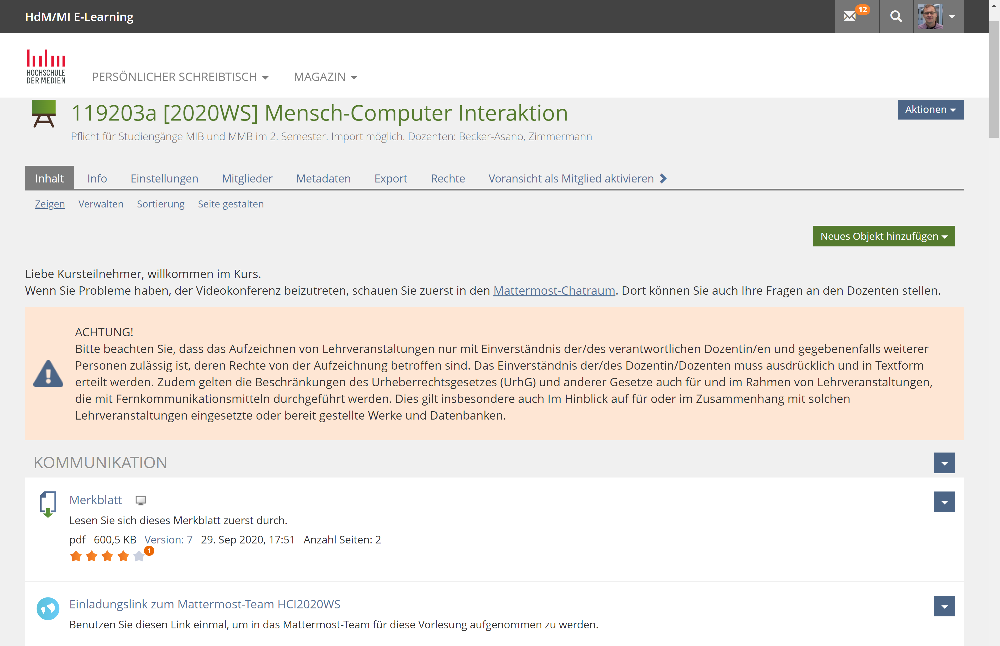 HdM/MI E-Learning
12
HOCHSCHULE
DER MEDIEN
PERSÖNLICHER SCHREIBTISCH
MAGAZIN
119203a [2020WS] Mensch-Computer Interaktion
Aktionen
Pflicht für Studiengänge MIB und MMB im 2. Semester. Import möglich. Dozenten: Becker-Asano, Zimmermann
Inhalt Info Einstellungen Mitglieder Metadaten Export Rechte Voransicht als Mitglied aktivieren
Zeigen Verwalten Sortierung Seite gestalten
Neues Objekt hinzufügen
Liebe Kursteilnehmer, willkommen im Kurs.
Wenn Sie Probleme haben, der Videokonferenz beizutreten, schauen Sie zuerst in den Mattermost-Chatraum. Dort können Sie auch Ihre Fragen an den Dozenten stellen.
ACHTUNG!
Bitte beachten Sie, dass das Aufzeichnen von Lehrveranstaltungen nur mit Einverständnis der/des verantwortlichen Dozentin/en und gegebenenfalls weiterer
Personen zulässig ist, deren Rechte von der Aufzeichnung betroffen sind. Das Einverständnis der/des Dozentin/Dozenten muss ausdrücklich und in Textform
erteilt werden. Zudem gelten die Beschränkungen des Urheberrechtsgesetzes (UrhG) und anderer Gesetze auch für und im Rahmen von Lehrveranstaltungen,
die mit Fernkommunikationsmitteln durchgeführt werden. Dies gilt insbesondere auch Im Hinblick auf für oder im Zusammenhang mit solchen
Lehrveranstaltungen eingesetzte oder bereit gestellte Werke und Datenbanken.
KOMMUNIKATION
Merkblatt
Lesen Sie sich dieses Merkblatt zuerst durch.
pdf 600,5 KB Version: 7 29. Sep 2020, 17:51 Anzahl Seiten: 2
1
Einladungslink zum Mattermost-Team HCI2020WS
Benutzen Sie diesen Link einmal, um in das Mattermost-Team für diese Vorlesung aufgenommen zu werden.